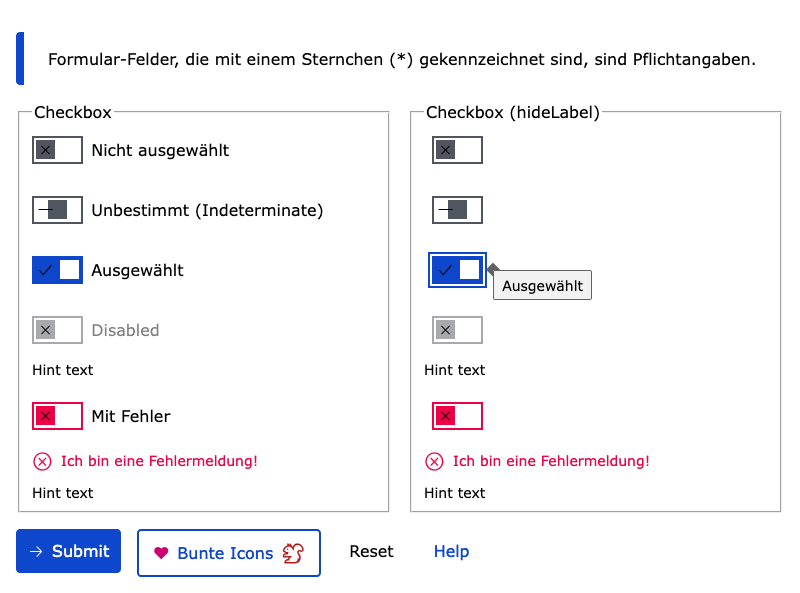 Formular-Felder, die mit einem Sternchen (*) gekennzeichnet sind, sind Pflichtangaben.
Checkbox
Nicht ausgewählt
Unbestimmt (Indeterminate)
Ausgewählt
Disabled
Hint text
Mit Fehler
Ich bin eine Fehlermeldung!
Hint text
Checkbox (hideLabel)
Ausgewählt
Hint text
Ich bin eine Fehlermeldung!
Hint text
Submit
Bunte Icons
Reset
Help